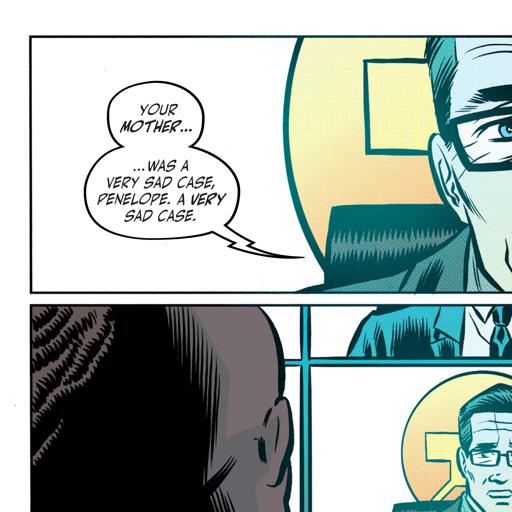 YOUR
MOTHER...
...WAS A
VERY SAD CASE,
PENELOPE. A VERY
SAD CASE.